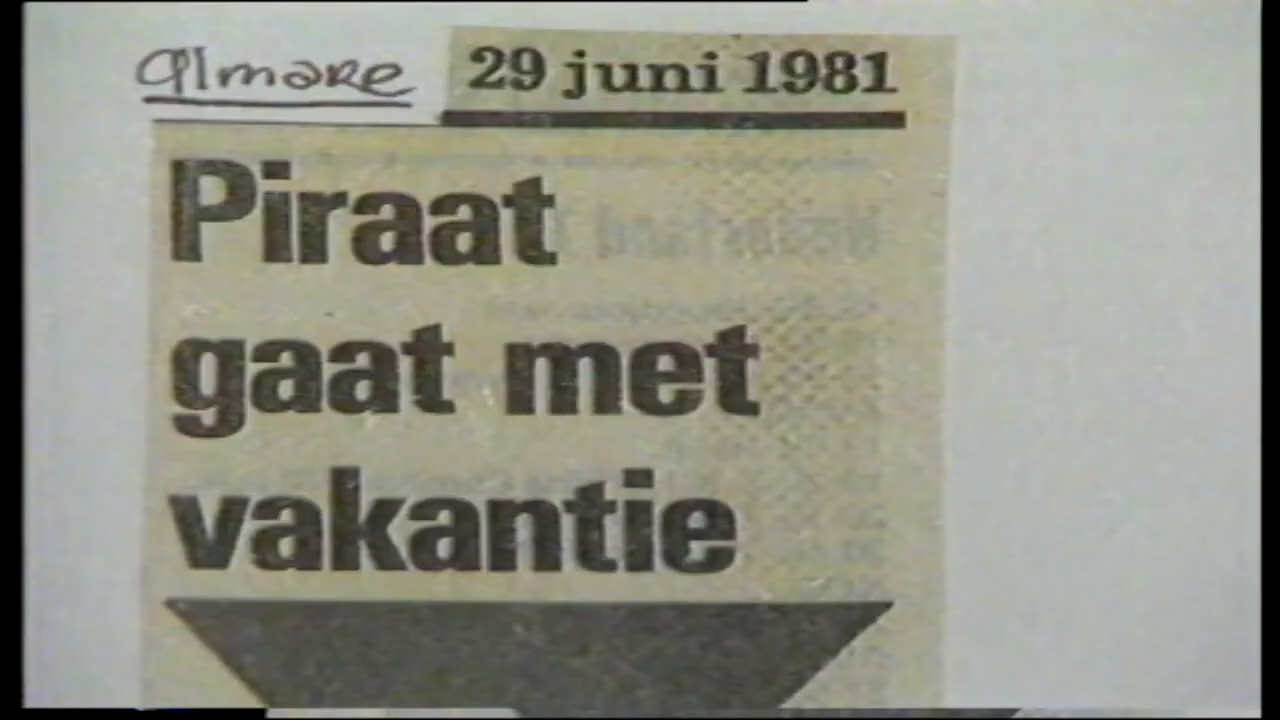 almare 29 juni 1981
Piraat
gaat met
vakantie